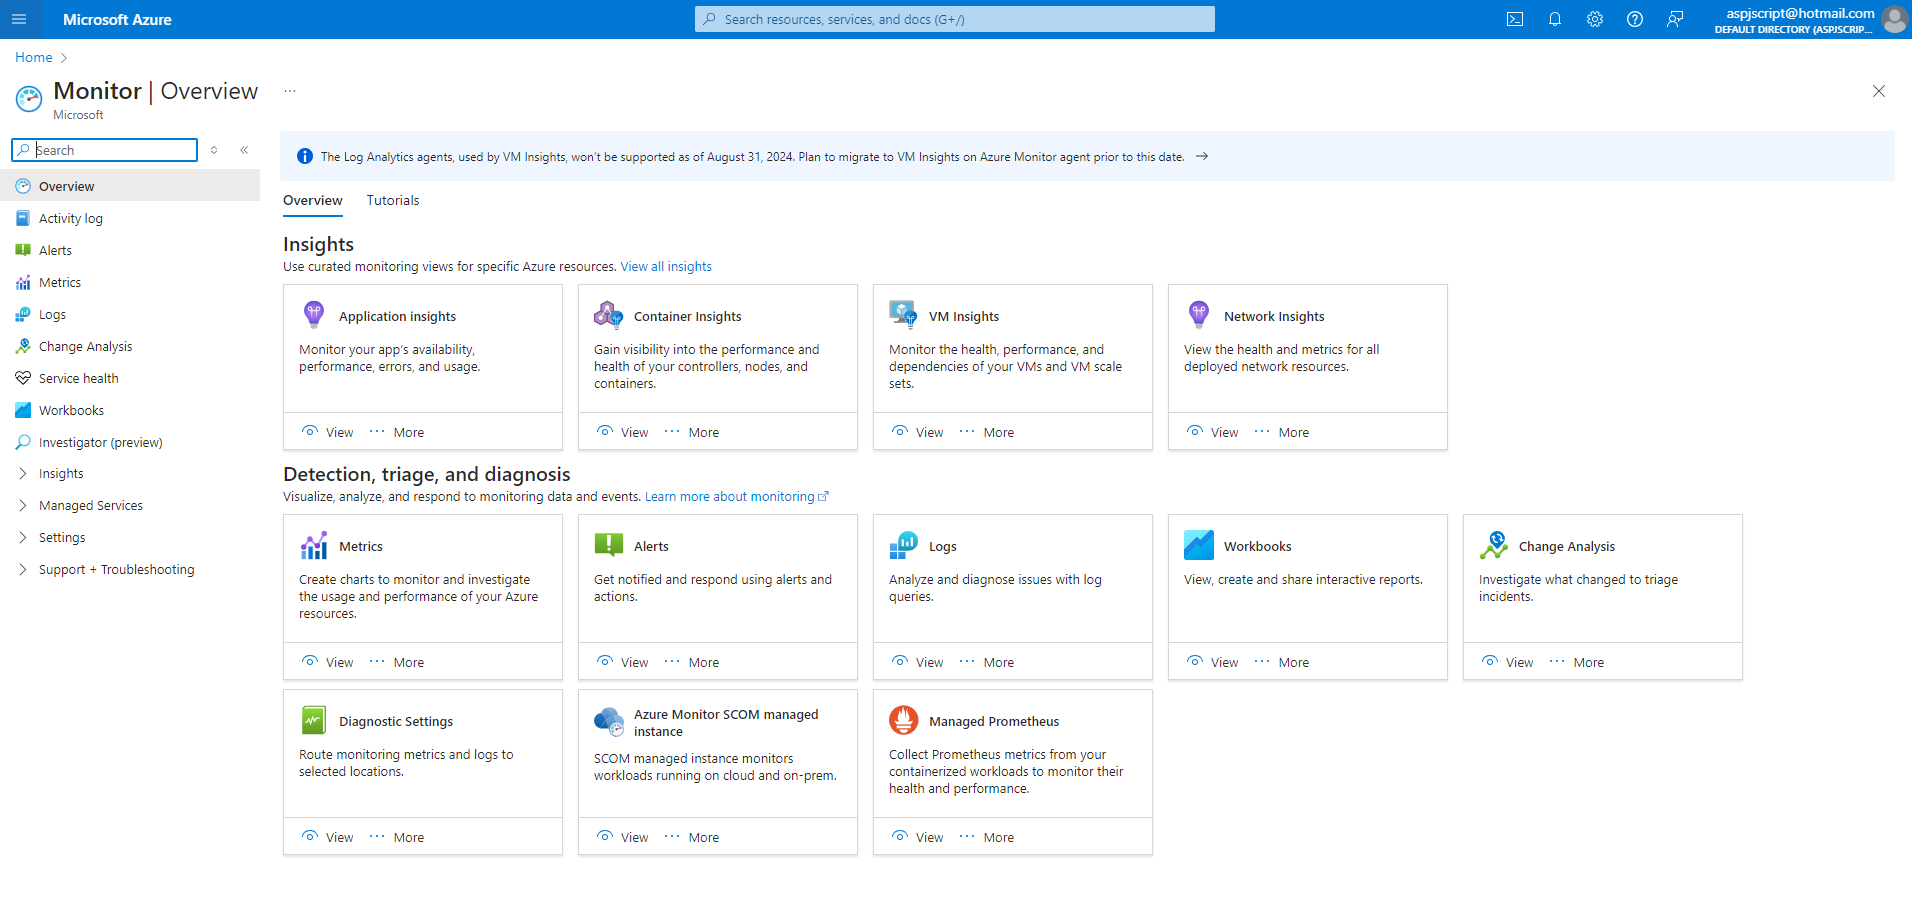 Microsoft Azure
Search resources, services, and docs (G+/)
aspjscript@hotmail.com
DEFAULT DIRECTORY (ASPJSCRIP...
Home
Monitor | Overview
...
Microsoft
Search
The Log Analytics agents, used by VM Insights, won't be supported as of August 31, 2024. Plan to migrate to VM Insights on Azure Monitor agent prior to this date.
Overview
Activity log
Alerts
Metrics
Logs
Change Analysis
Service health
Workbooks
Investigator (preview)
Insights
Managed Services
Settings
Support + Troubleshooting
Overview
Tutorials
Insights
Use curated monitoring views for specific Azure resources. View all insights
Application insights
Monitor your app's availability,
performance, errors, and usage.
View
More
Container Insights
Gain visibility into the performance and
health of your controllers, nodes, and
containers.
View
More
VM Insights
Monitor the health, performance, and
dependencies of your VMs and VM scale
sets.
View
More
Network Insights
View the health and metrics for all
deployed network resources.
View
More
Detection, triage, and diagnosis
Visualize, analyze, and respond to monitoring data and events. Learn more about monitoring
Metrics
Create charts to monitor and investigate
the usage and performance of your Azure
resources.
View
More
Alerts
Get notified and respond using alerts and
actions.
View
More
Logs
Analyze and diagnose issues with log
queries.
View
More
Workbooks
View, create and share interactive reports.
View
More
Change Analysis
Investigate what changed to triage
incidents.
View
More
Diagnostic Settings
Route monitoring metrics and logs to
selected locations.
View
More
Azure Monitor SCOM managed
instance
SCOM managed instance monitors
workloads running on cloud and on-prem.
View
More
Managed Prometheus
Collect Prometheus metrics from your
containerized workloads to monitor their
health and performance.
View
More